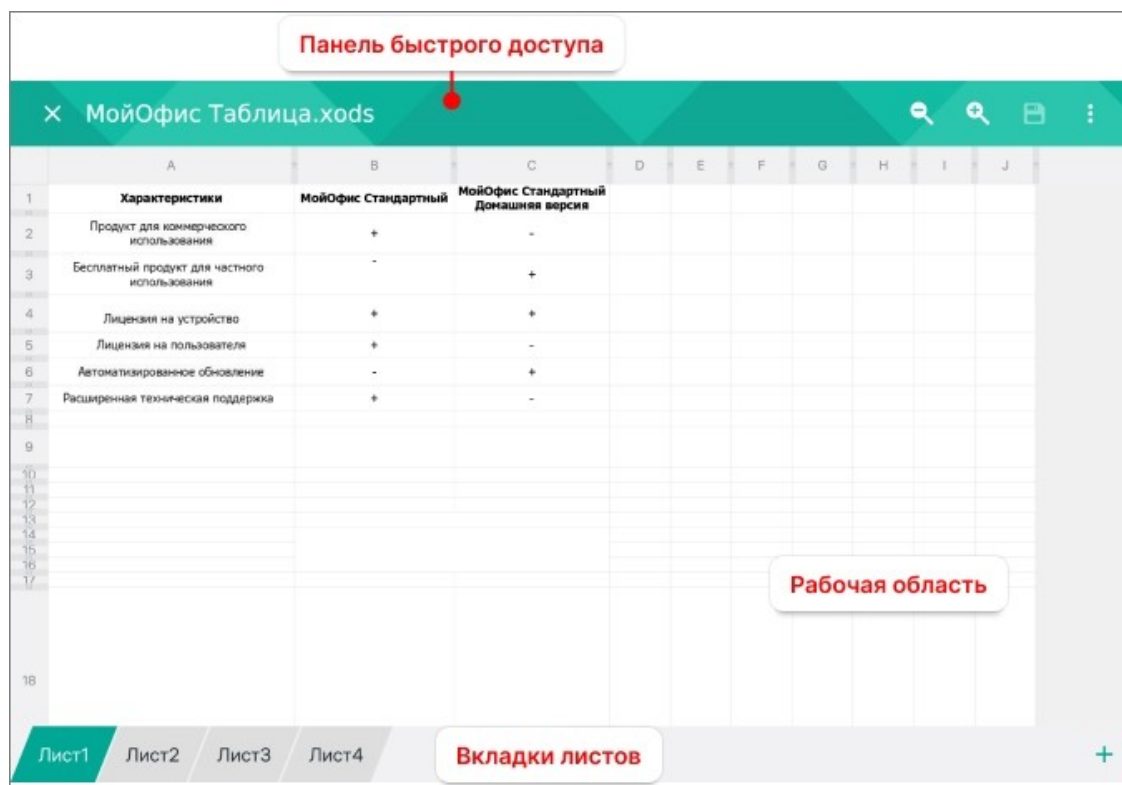 Панель быстрого доступа
МойОфис Таблица.xods
A B C D E F G H I J
1 Характеристики МойОфис Стандартный МойОфис Стандартный
Домашняя версия
2 Продукт для коммерческого
использования + -
3 Бесплатный продукт для частного
использования - +
4 Лицензия на устройство + +
5 Лицензия на пользователя + -
6 Автоматизированное обновление - +
7 Расширенная техническая поддержка + -
8
9
10
11
12
13
14
15
16
17
Рабочая область
18
Лист1 Лист2 Лист3 Лист4 Вкладки листов +